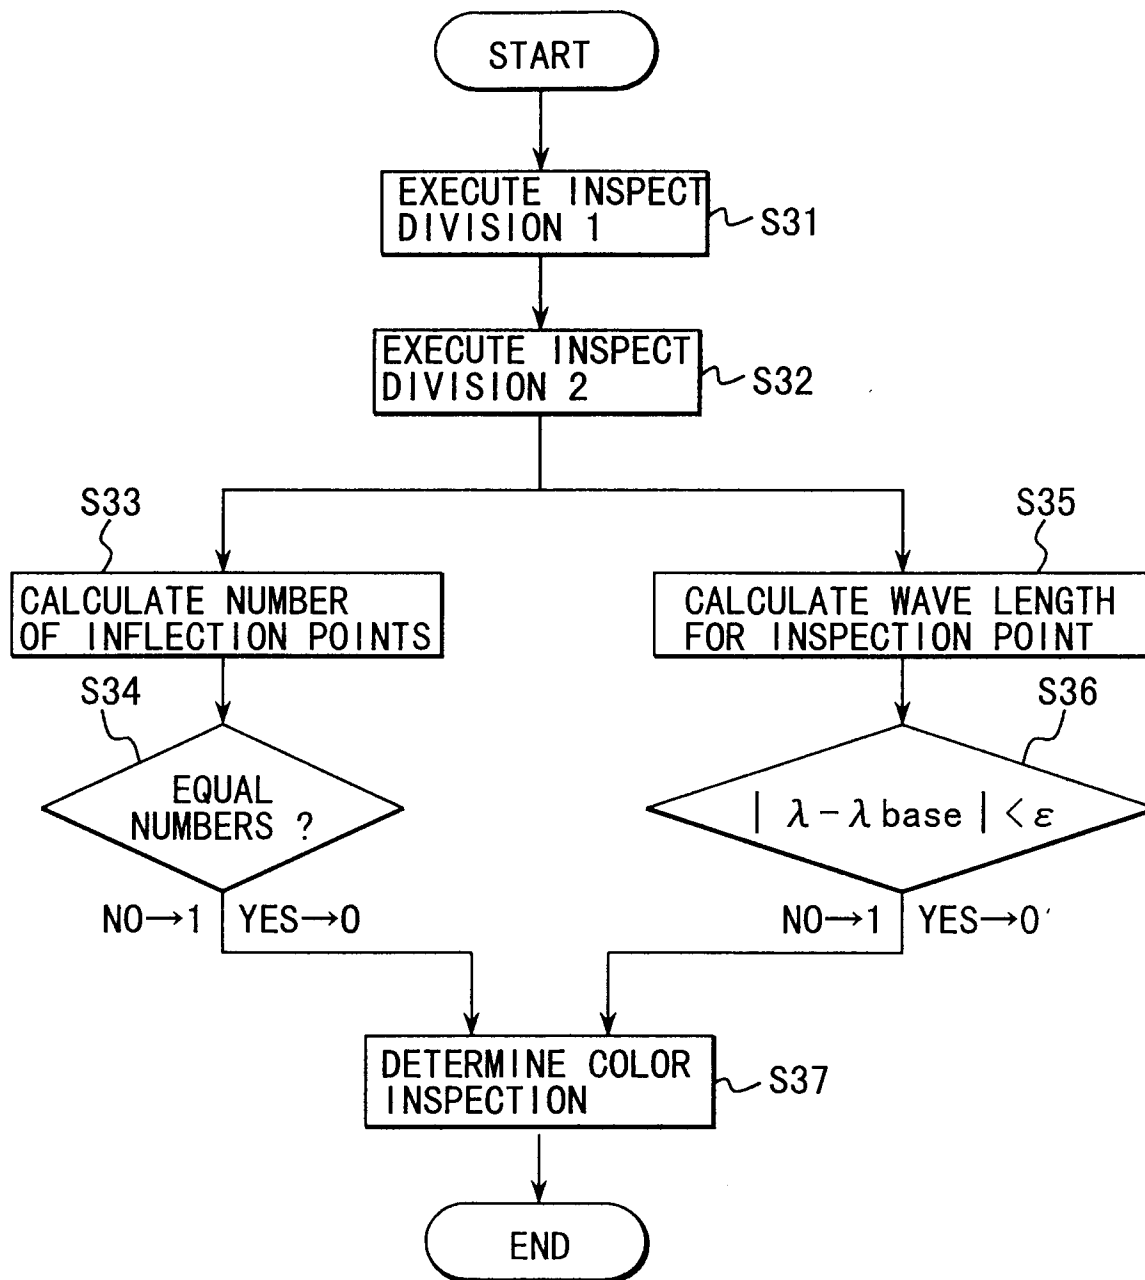 START
EXECUTE INSPECT
DIVISION 1
S31
EXECUTE INSPECT
DIVISION 2
S32
S33
S35
CALCULATE NUMBER
OF INFLECTION POINTS
CALCULATE WAVE LENGTH
FOR INSPECTION POINT
S34
S36
EQUAL
NUMBERS ?
| λ - λ base | < ε
NO→1 YES→0
NO→1 YES→0
DETERMINE COLOR
INSPECTION
S37
END